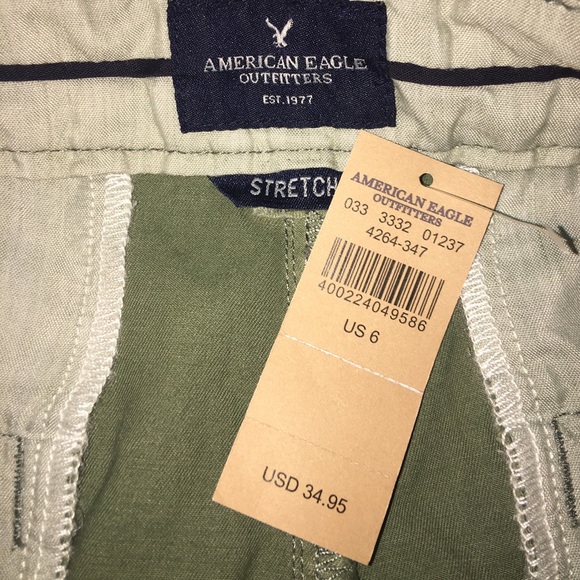 AMERICAN EAGLE
OUTFITTERS
EST. 1977
STRETCH
AMERICAN EAGLE
OUTFITTERS
033 3332 01237
4264-347
400224049586
US 6
USD 34.95